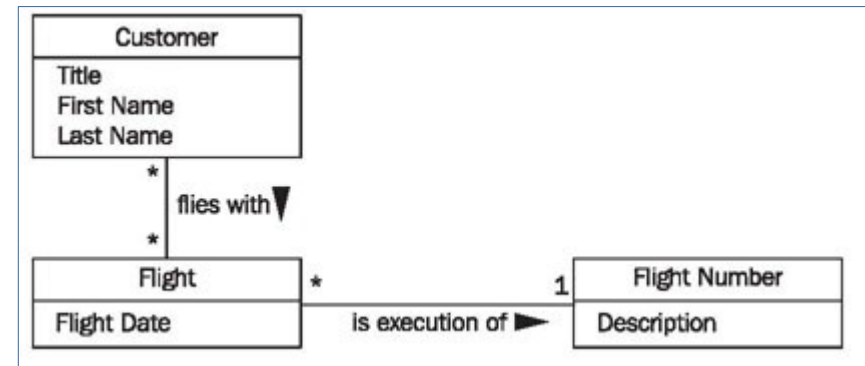 Customer
Title
First Name
Last Name
*
flies with
*
Flight
Flight Date
*
1
is execution of
Flight Number
Description